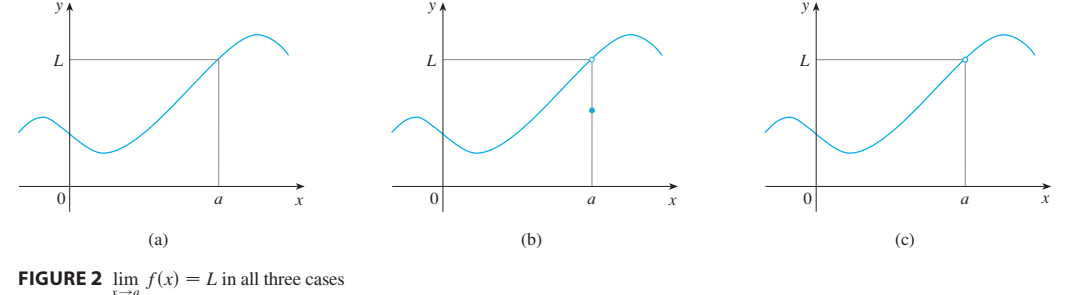 y y y
L L L
0 a x 0 a x 0 a x
(a) (b) (c)
FIGURE 2 lim f(x) = L in all three cases
x→a